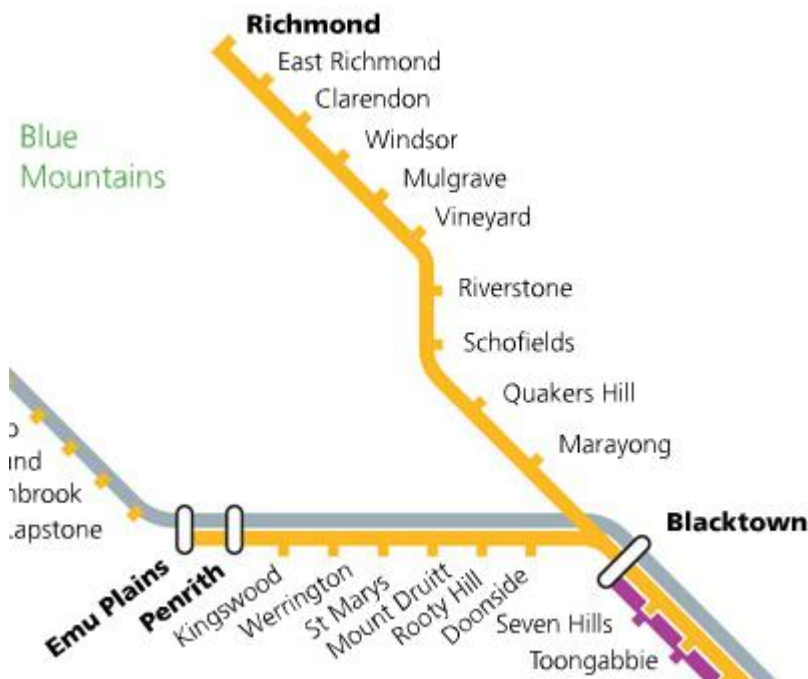 Richmond
East Richmond
Clarendon
Blue
Mountains
Windsor
Mulgrave
Vineyard
Riverstone
Schofields
Quakers Hill
Marayong
Blacktown
Emu Plains
Penrith
Kingswood
Werrington
St Marys
Mount Druitt
Rooty Hill
Doonside
Seven Hills
Toongabbie